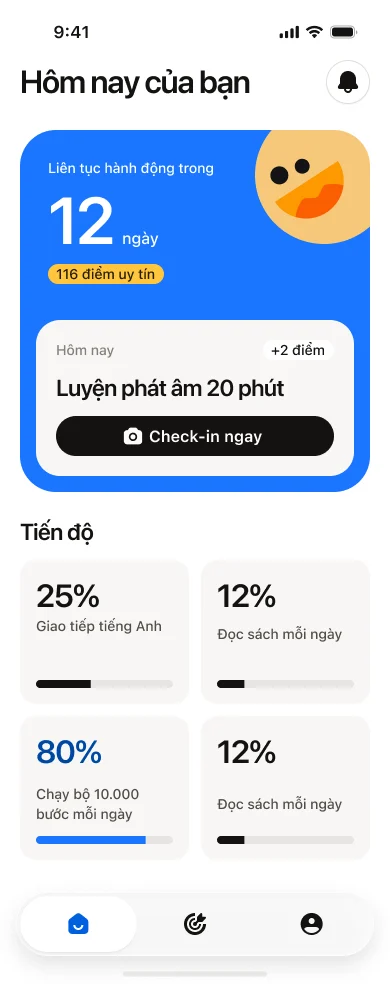 9:41
Hôm nay của bạn
Liên tục hành động trong
12 ngày
116 điểm uy tín
Hôm nay
+2 điểm
Luyện phát âm 20 phút
Check-in ngay
Tiến độ
25%
Giao tiếp tiếng Anh
12%
Đọc sách mỗi ngày
80%
Chạy bộ 10.000
bước mỗi ngày
12%
Đọc sách mỗi ngày